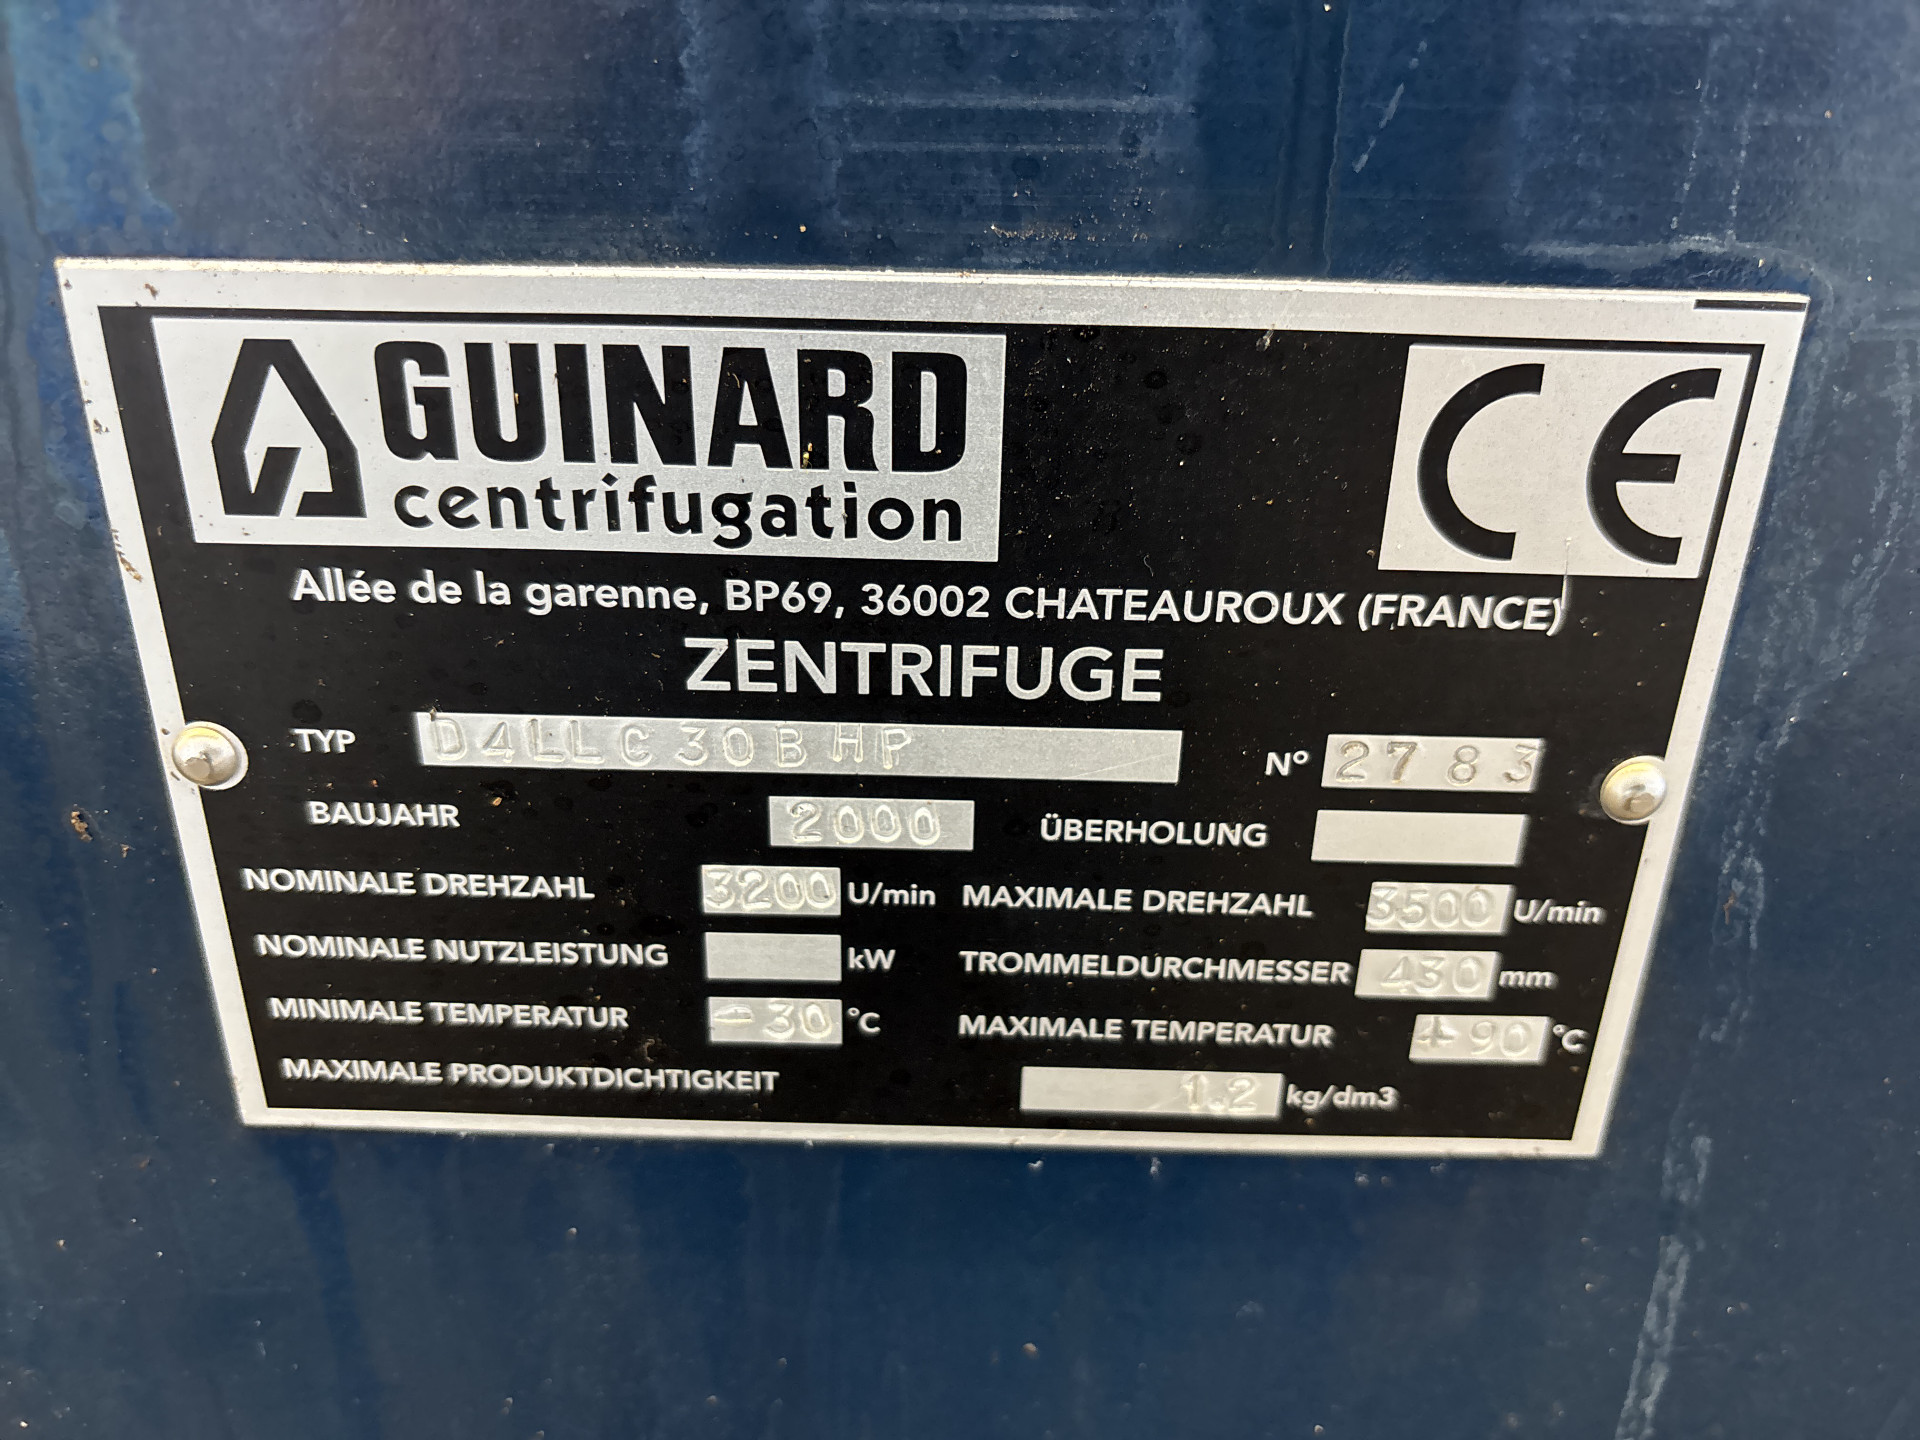 GUINARD
centrifugation
CE
Allée de la garenne, BP69, 36002 CHATEAUROUX (FRANCE)
ZENTRIFUGE
TYP D4LLC30BHP N° 2783
BAUJAHR 2000 ÜBERHOLUNG
NOMINALE DREHZAHL 3200 U/min MAXIMALE DREHZAHL 3500 U/min
NOMINALE NUTZLEISTUNG kW TROMMELDURCHMESSER 430 mm
MINIMALE TEMPERATUR -30 °C MAXIMALE TEMPERATUR +90 °C
MAXIMALE PRODUKTDICHTIGKEIT 1.2 kg/dm3